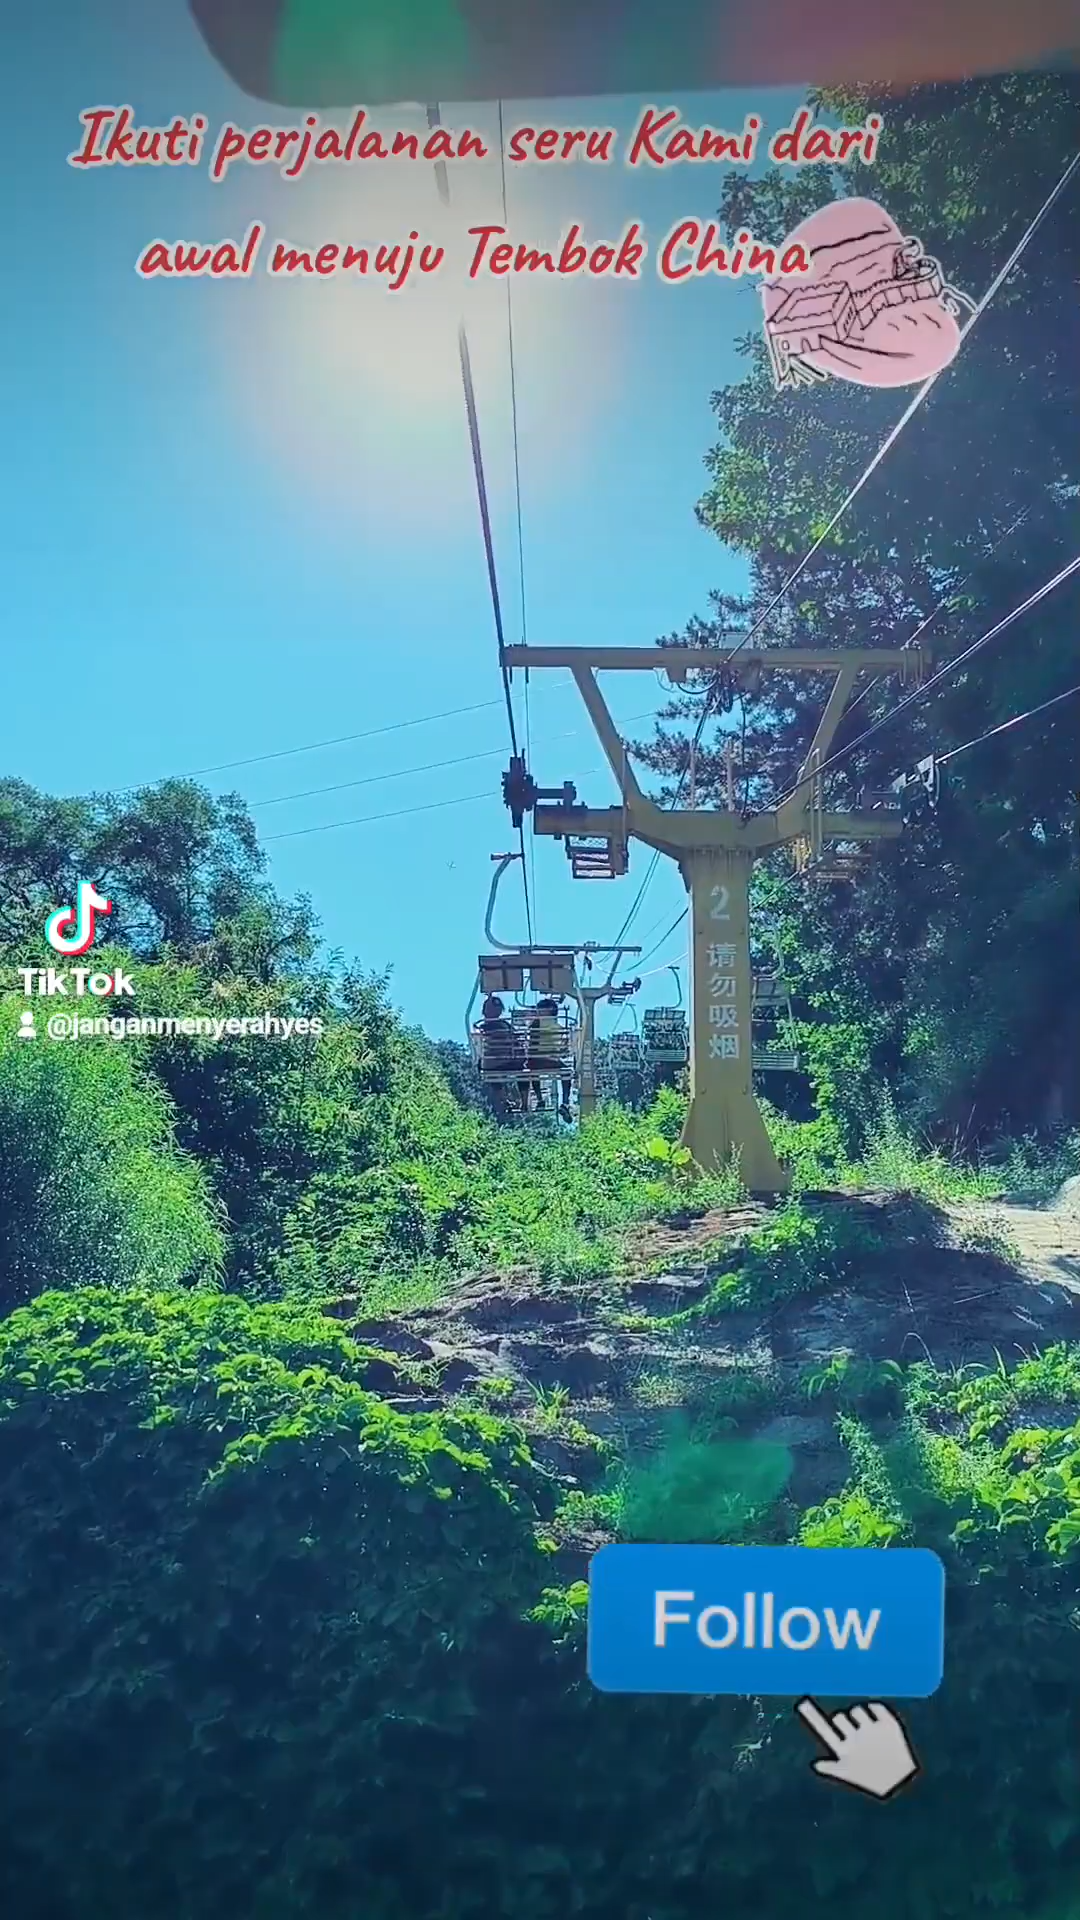 Ikuti perjalanan seru Kami dari
awal menuju Tembok China
2
请勿吸烟
TikTok
@janganmenyerahyes
Follow